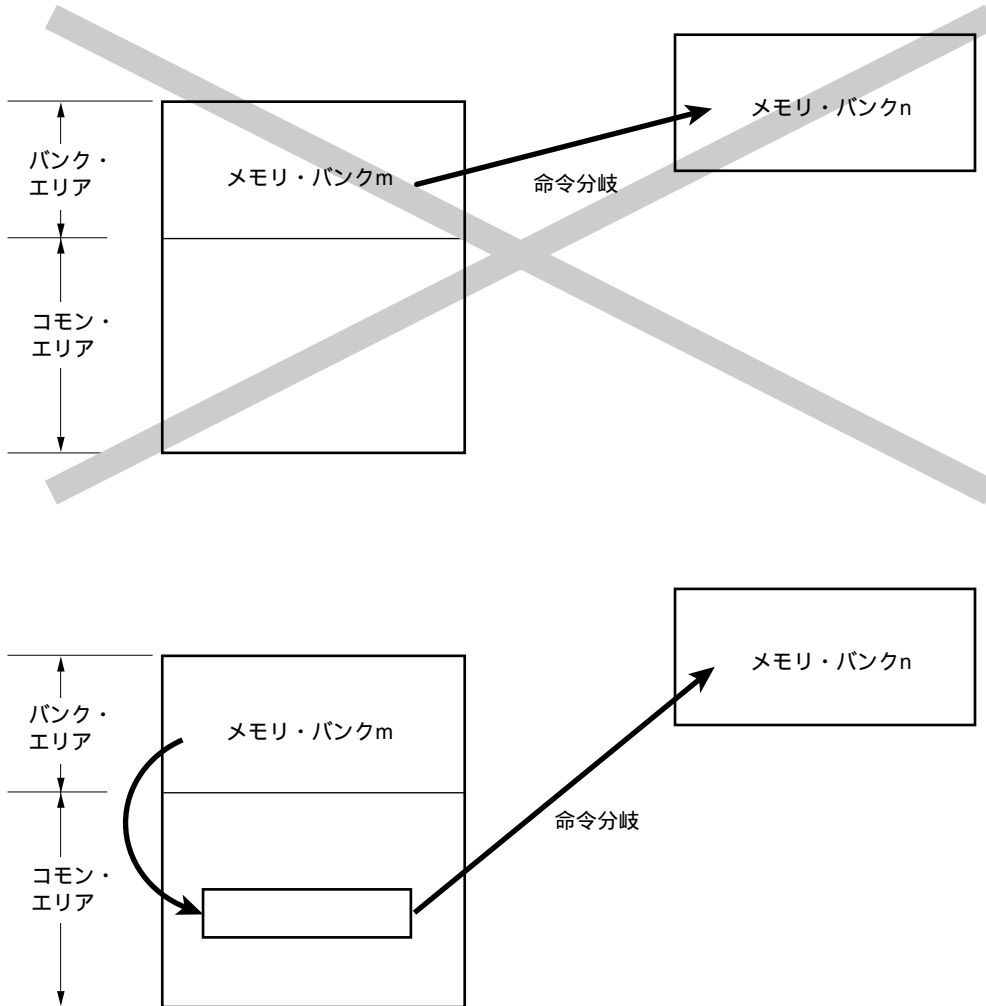 メモリ・バンクn
バンク・
エリア
メモリ・バンクm
命令分岐
コモン・
エリア
メモリ・バンクn
バンク・
エリア
メモリ・バンクm
命令分岐
コモン・
エリア